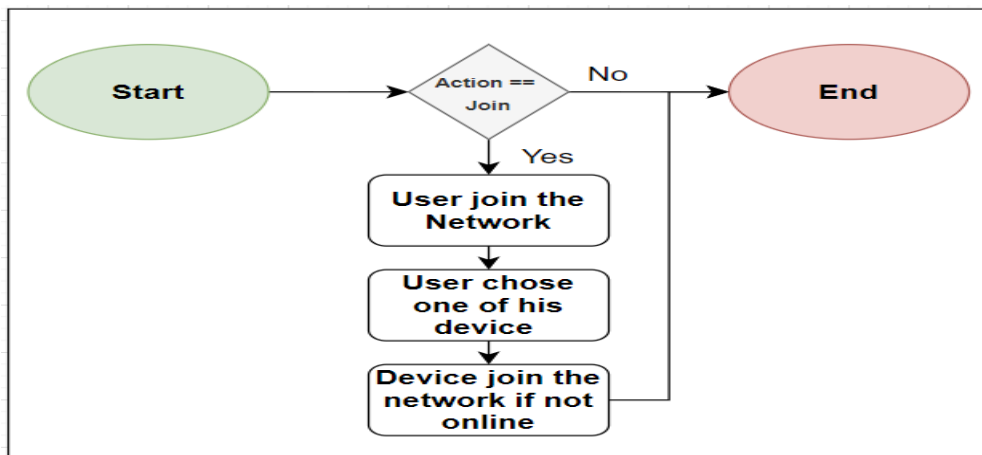 Start
Action ==
Join
No
End
Yes
User join the
Network
User chose
one of his
device
Device join the
network if not
online